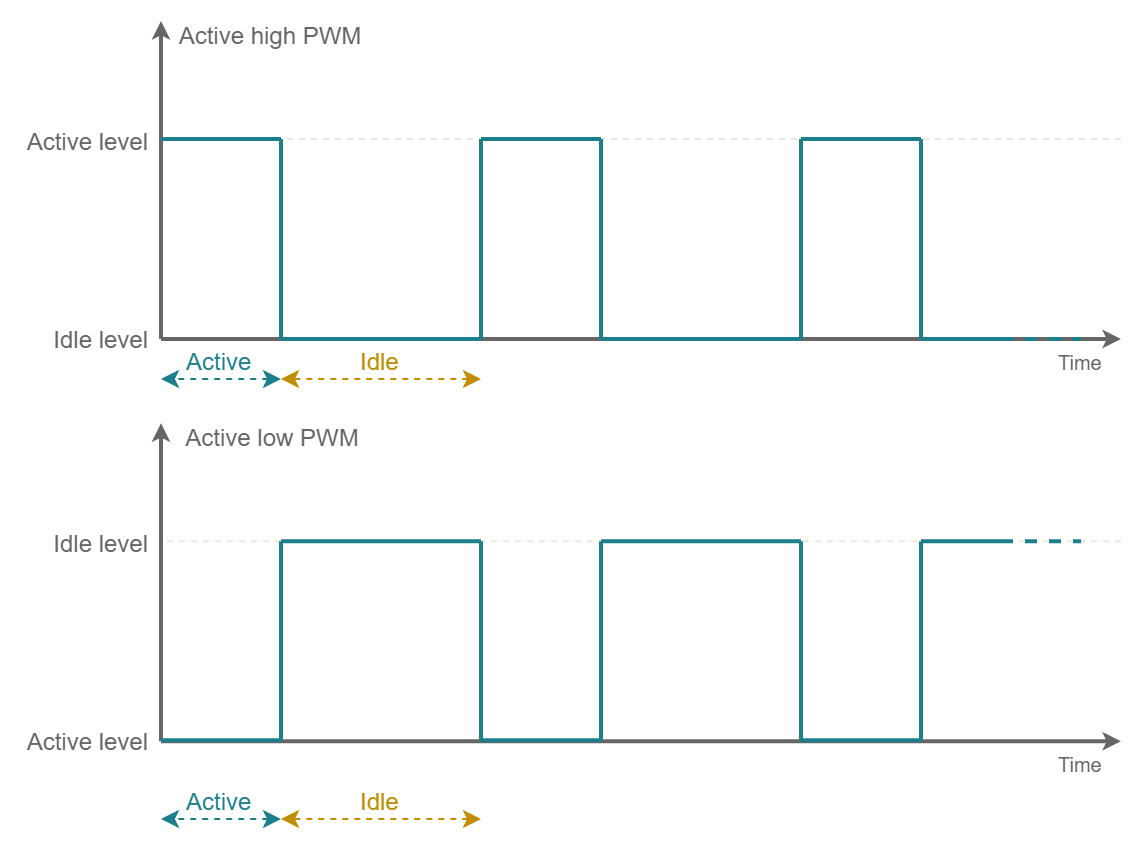 Active high PWM
Active level
Idle level
Active
Idle
Time
Active low PWM
Idle level
Active level
Time
Active
Idle